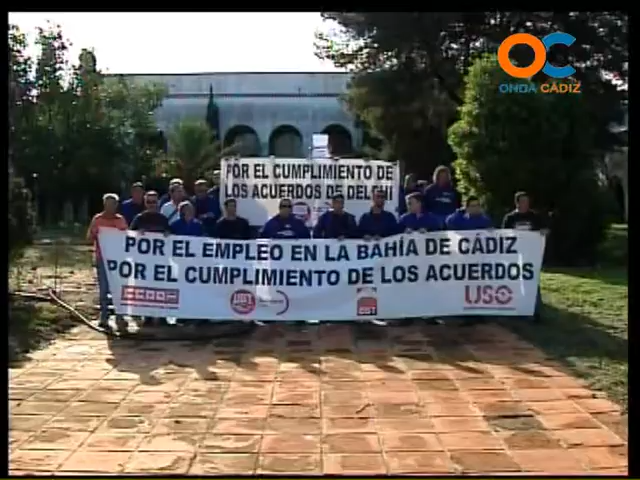 OC
ONDA CÁDIZ
POR EL CUMPLIMIENTO DE
LOS ACUERDOS DE DELPHI
POR EL EMPLEO EN LA BAHÍA DE CÁDIZ
POR EL CUMPLIMIENTO DE LOS ACUERDOS
UGT
USO